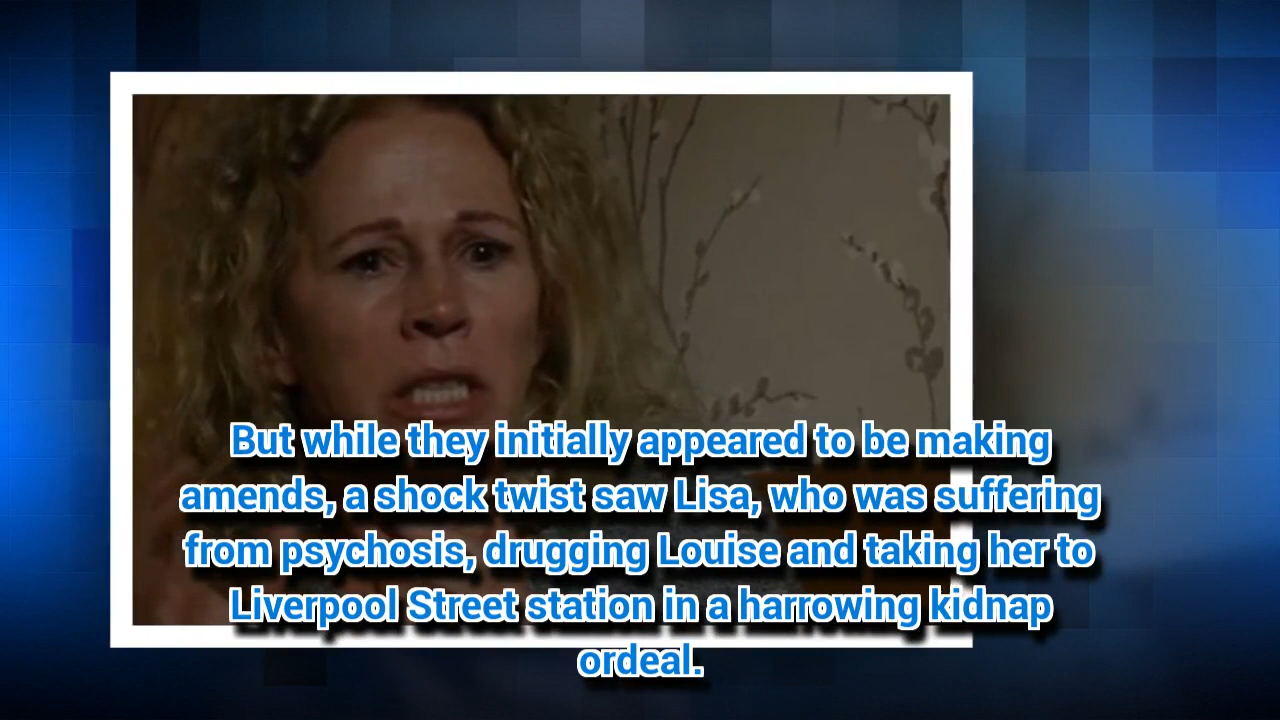 But while they initially appeared to be making
amends, a shock twist saw Lisa, who was suffering
from psychosis, drugging Louise and taking her to
Liverpool Street station in a harrowing kidnap
ordeal.